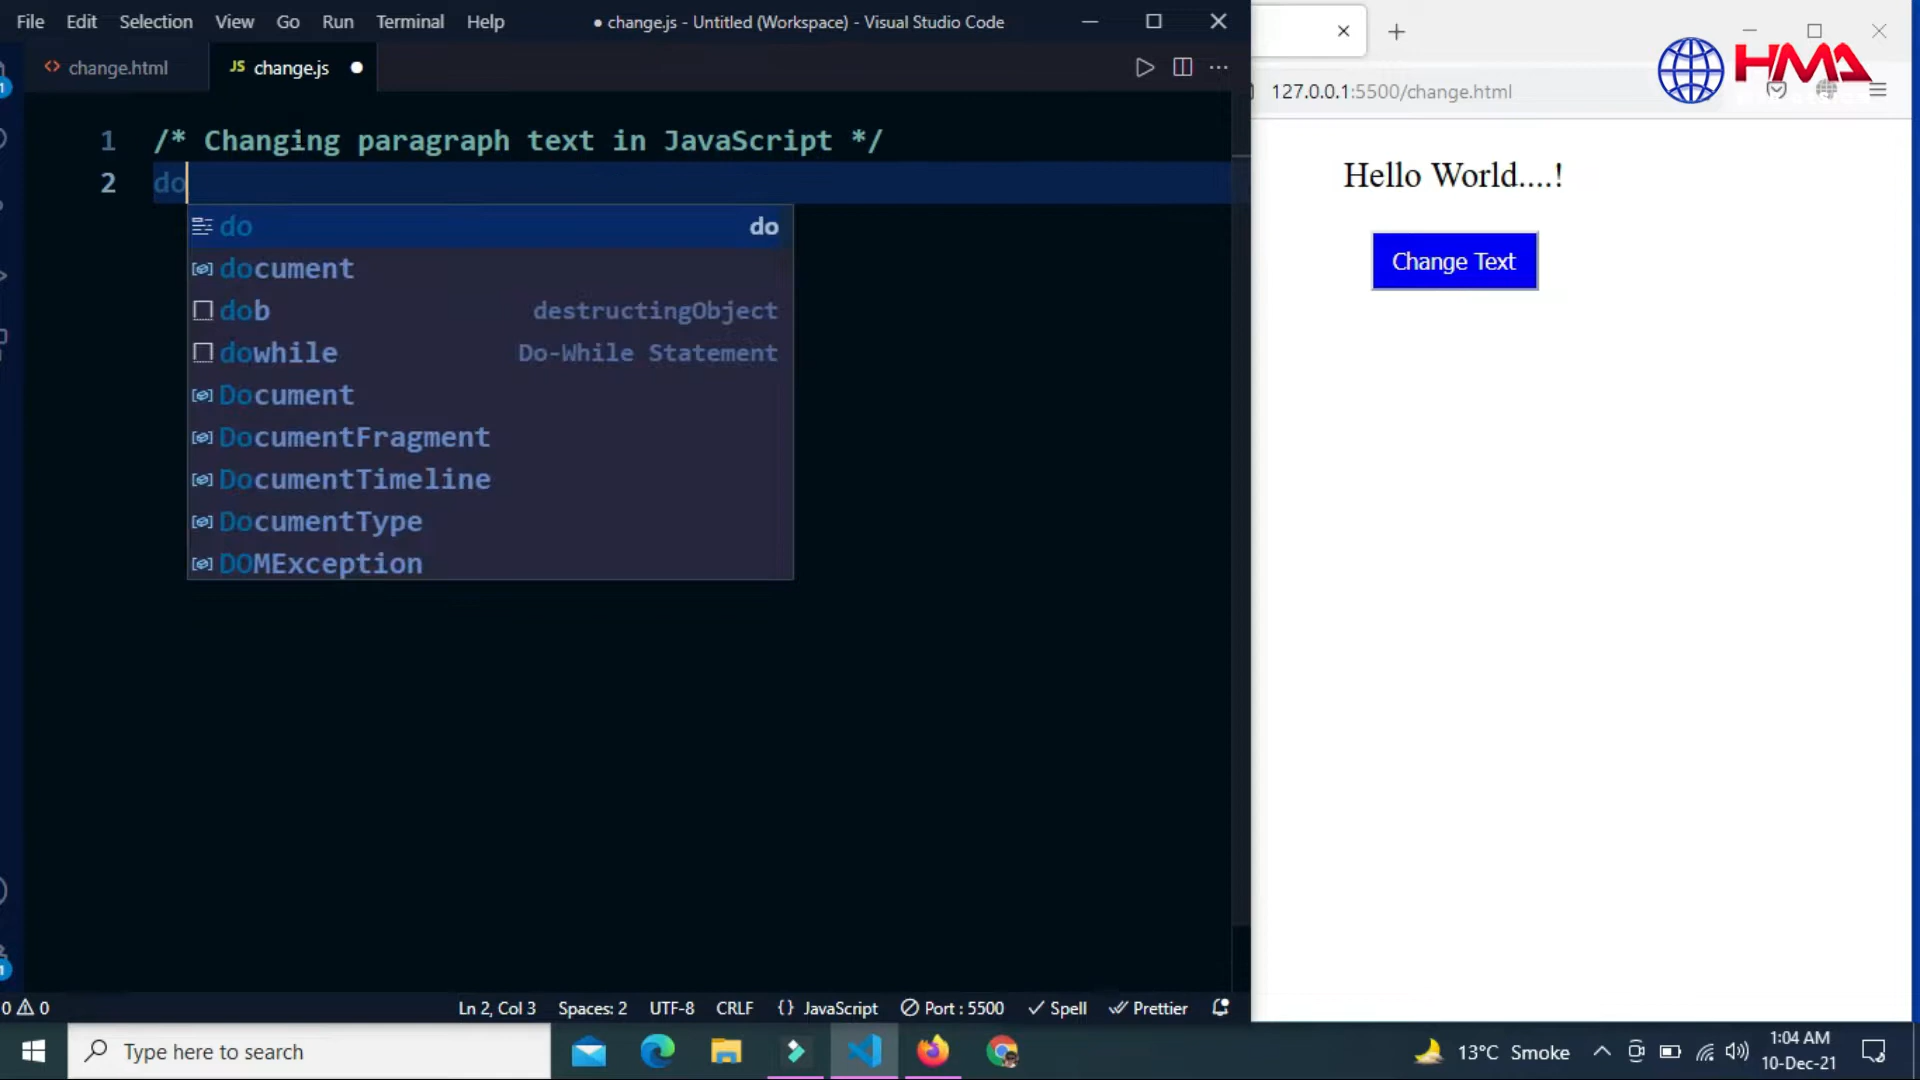 File Edit Selection View Go Run Terminal Help ● change.js - Untitled (Workspace) - Visual Studio Code
<> change.html JS change.js ●
127.0.0.1:5500/change.html
HMA
1 /* Changing paragraph text in JavaScript */
2 do
do do
document
dob destructingObject
dowhile Do-While Statement
Document
DocumentFragment
DocumentTimeline
DocumentType
DOMException
Hello World....!
Change Text
1
1
0 0 Ln 2, Col 3 Spaces: 2 UTF-8 CRLF {} JavaScript Port : 5500 Spell Prettier
Type here to search
13°C Smoke
1:04 AM
10-Dec-21